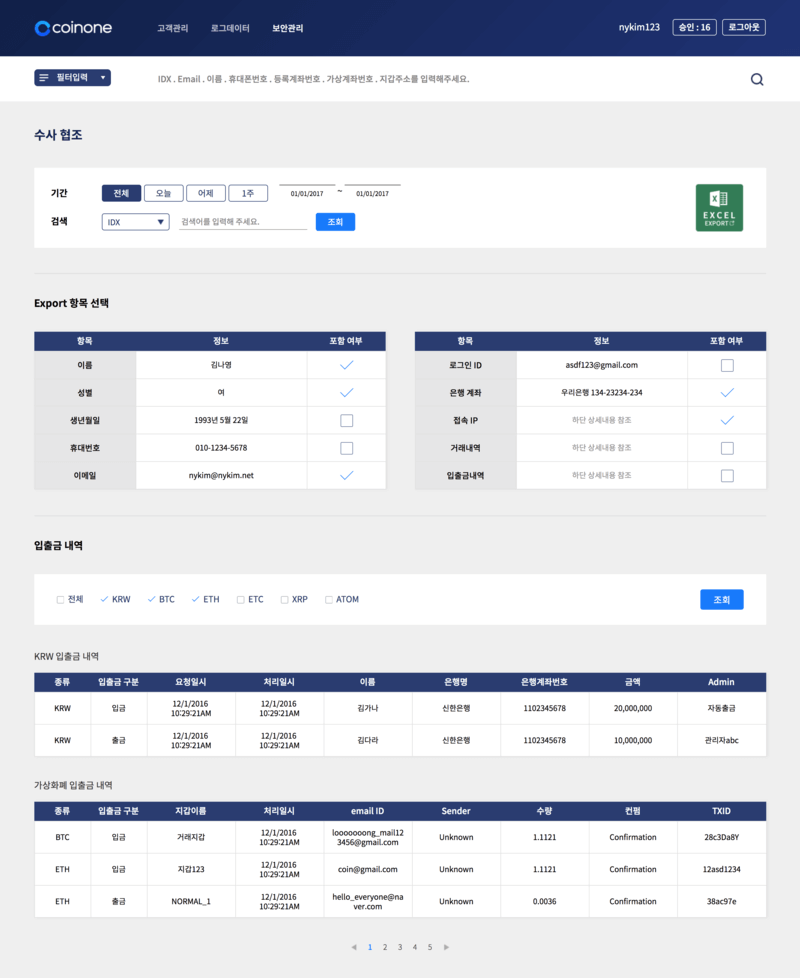 coinone 고객관리 로그데이터 보안관리 nykim123 승인 : 16 로그아웃
필터입력 IDX . Email . 이름 . 휴대폰번호 . 등록계좌번호 . 가상계좌번호 . 지갑주소를 입력해주세요.
수사 협조
기간 전체 오늘 어제 1주 01/01/2017 ~ 01/01/2017
검색 IDX 검색어를 입력해 주세요. 조회
EXCEL
EXPORT
Export 항목 선택
항목 정보 포함 여부
이름 김나영
성별 여
생년월일 1993년 5월 22일
휴대번호 010-1234-5678
이메일 nykim@nykim.net
항목 정보 포함 여부
로그인 ID asdf123@gmail.com
은행 계좌 우리은행 134-23234-234
접속 IP 하단 상세내용 참조
거래내역 하단 상세내용 참조
입출금내역 하단 상세내용 참조
입출금 내역
전체 KRW BTC ETH ETC XRP ATOM 조회
KRW 입출금 내역
종류 입출금 구분 요청일시 처리일시 이름 은행명 은행계좌번호 금액 Admin
KRW 입금 12/1/2016 10:29:21AM 12/1/2016 10:29:21AM 김가나 신한은행 1102345678 20,000,000 자동출금
KRW 출금 12/1/2016 10:29:21AM 12/1/2016 10:29:21AM 김다라 신한은행 1102345678 10,000,000 관리자abc
가상화폐 입출금 내역
종류 입출금 구분 지갑이름 처리일시 email ID Sender 수량 컨펌 TXID
BTC 입금 거래지갑 12/1/2016 10:29:21AM looooooong_mail123456@gmail.com Unknown 1.1121 Confirmation 28c3Da8Y
ETH 입금 지갑123 12/1/2016 10:29:21AM coin@gmail.com Unknown 1.1121 Confirmation 12asd1234
ETH 출금 NORMAL_1 12/1/2016 10:29:21AM hello_everyone@naver.com Unknown 0.0036 Confirmation 38ac97e
1 2 3 4 5